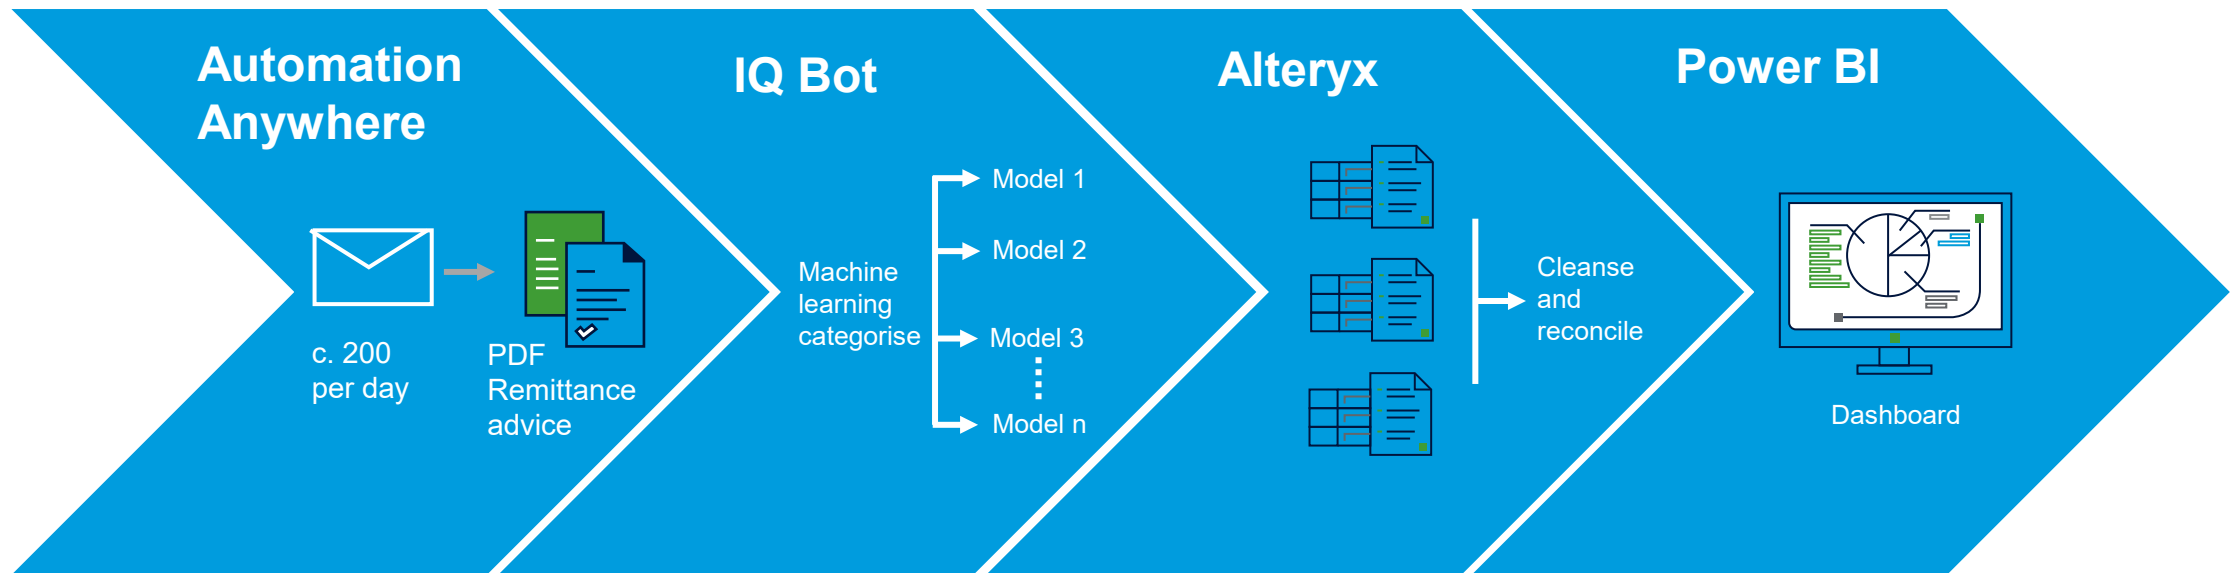 Automation
Anywhere
c. 200
per day
PDF
Remittance
advice
IQ Bot
Machine
learning
categorise
Model 1
Model 2
Model 3
Model n
Alteryx
Cleanse
and
reconcile
Power BI
Dashboard